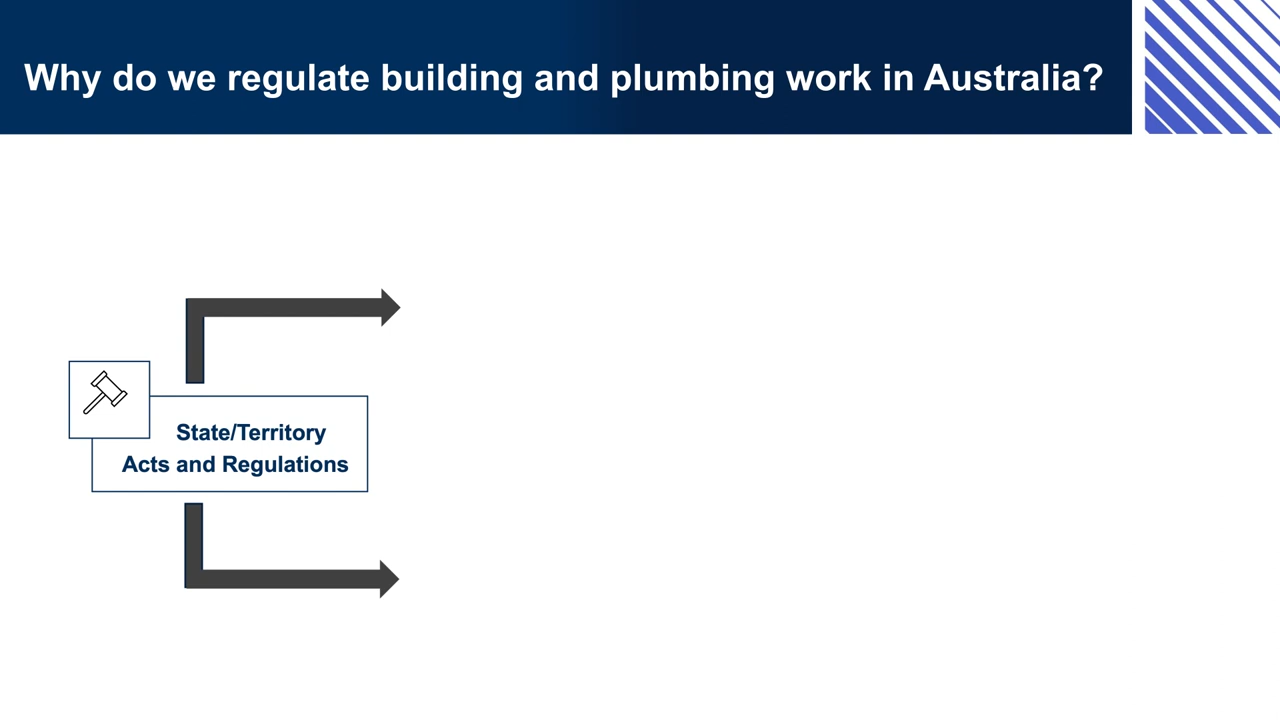 Why do we regulate building and plumbing work in Australia?
State/Territory
Acts and Regulations